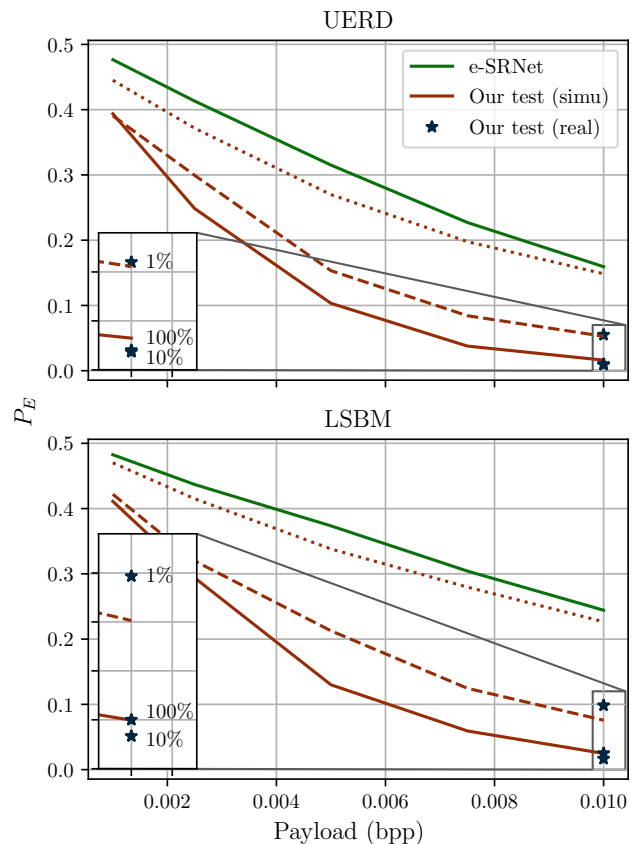 UERD
0.5
0.4
0.3
0.2
0.1
0.0
e-SRNet
Our test (simu)
Our test (real)
1%
100%
10%
P_E
LSBM
0.5
0.4
0.3
0.2
0.1
0.0
1%
100%
10%
0.002 0.004 0.006 0.008 0.010
Payload (bpp)